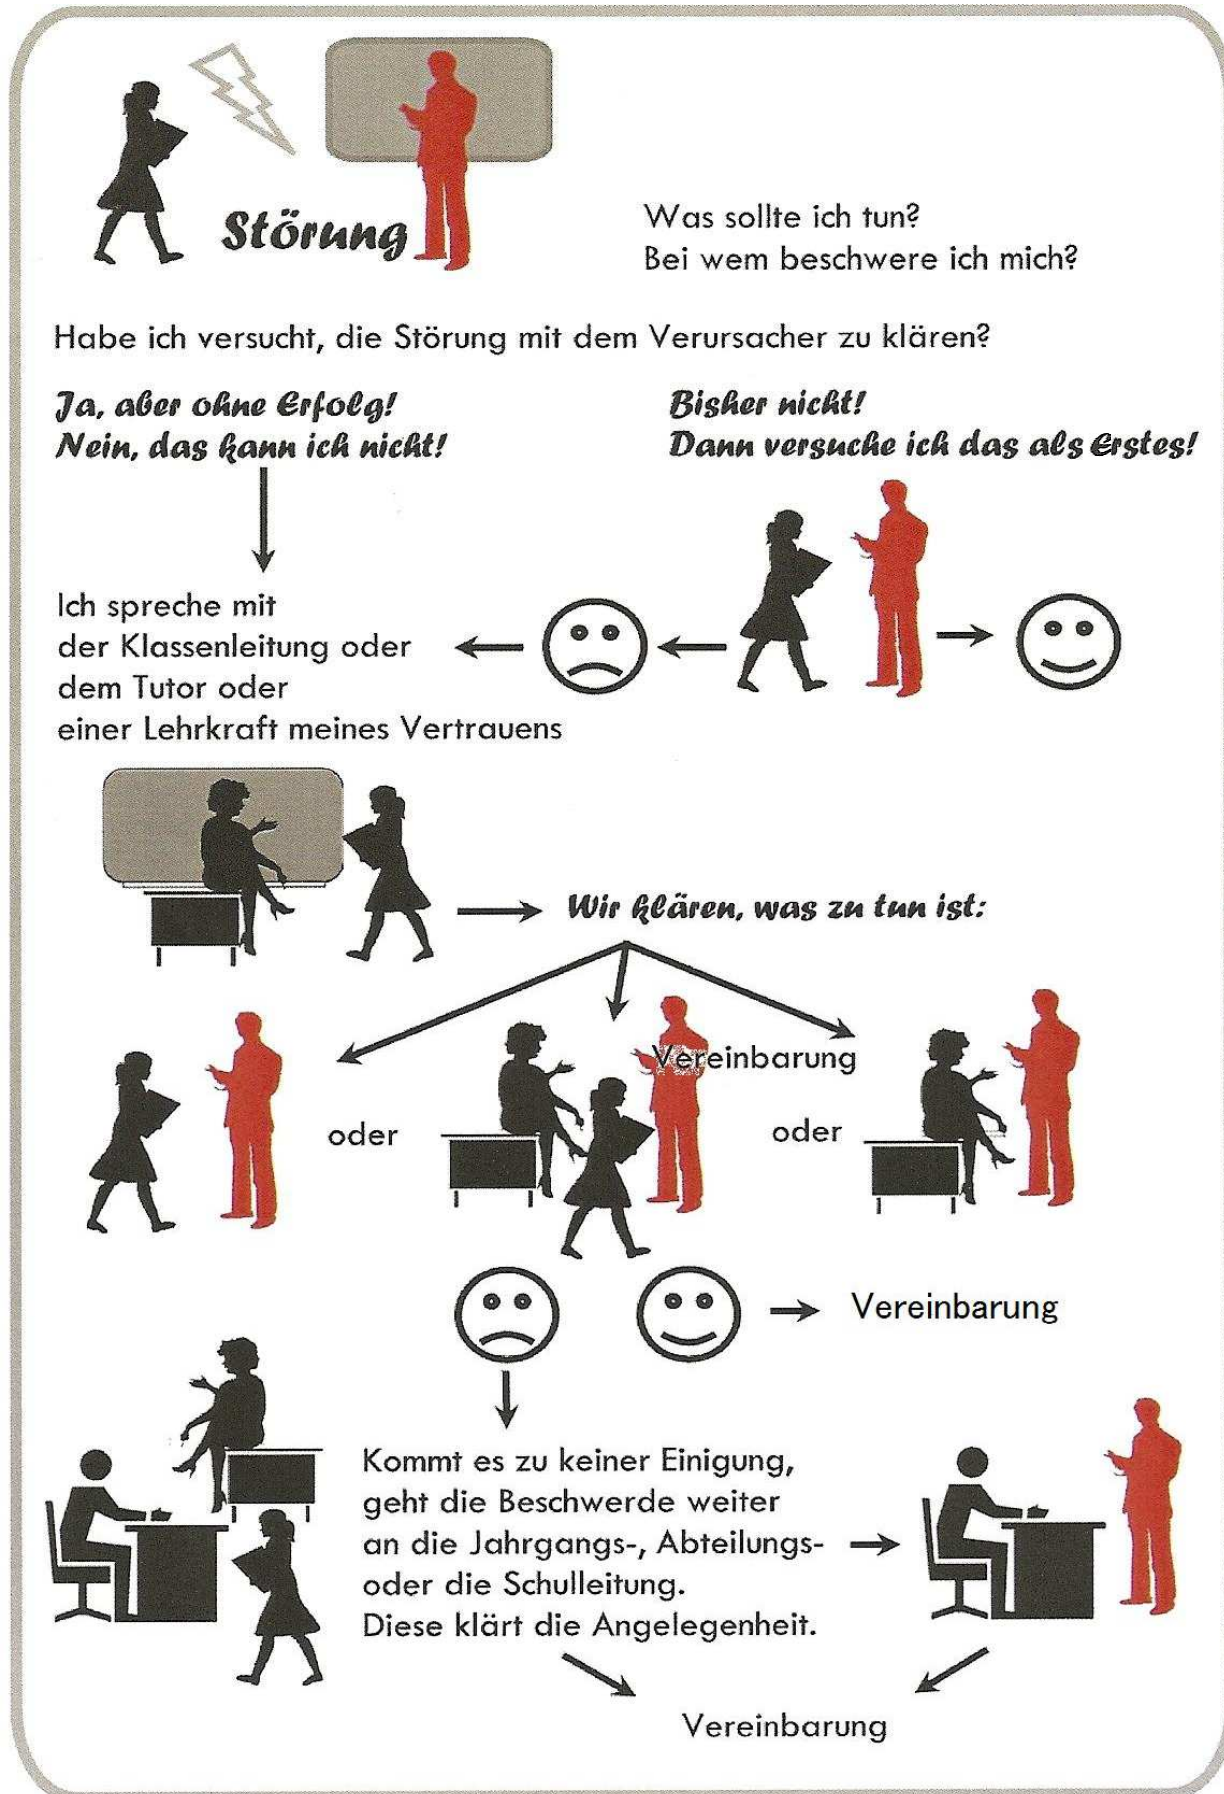 Störung
Was sollte ich tun?
Bei wem beschwere ich mich?
Habe ich versucht, die Störung mit dem Verursacher zu klären?
Ja, aber ohne Erfolg!
Nein, das kann ich nicht!
Bisher nicht!
Dann versuche ich das als Erstes!
Ich spreche mit
der Klassenleitung oder
dem Tutor oder
einer Lehrkraft meines Vertrauens
Wir klären, was zu tun ist:
Vereinbarung
oder
oder
Vereinbarung
Kommt es zu keiner Einigung,
geht die Beschwerde weiter
an die Jahrgangs-, Abteilungs-
oder die Schulleitung.
Diese klärt die Angelegenheit.
Vereinbarung